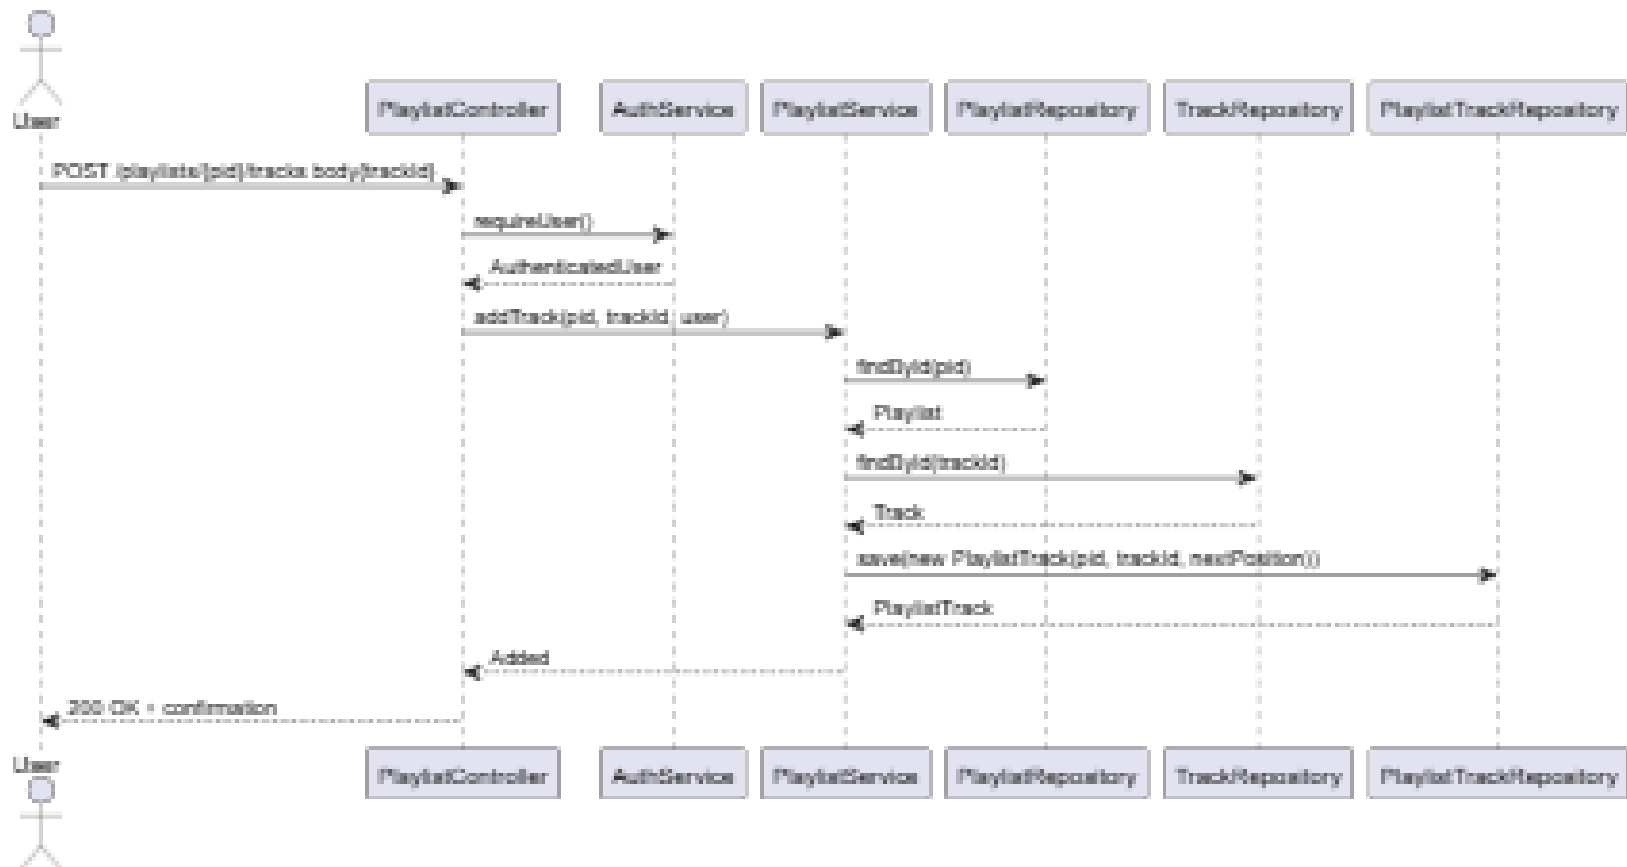 User
PlaylistController
AuthService
PlaylistService
PlaylistRepository
TrackRepository
PlaylistTrackRepository
POST /playlists/{pid}/tracks body{trackId}
requireUser()
AuthenticatedUser
addTrack(pid, trackId, user)
findById(pid)
Playlist
findById(trackId)
Track
save(new PlaylistTrack(pid, trackId, nextPosition))
PlaylistTrack
Added
200 OK + confirmation
User
PlaylistController
AuthService
PlaylistService
PlaylistRepository
TrackRepository
PlaylistTrackRepository